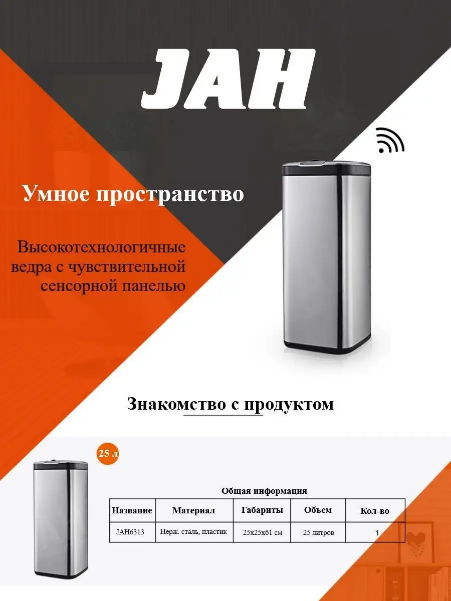 JAH
Умное пространство
Высокотехнологичные
ведра с чувствительной
сенсорной панелью
Знакомство с продуктом
25 л
Общая информация
Название Материал Габариты Объем Кол-во
JAH6313 Нерж. сталь, пластик 25x25x61 см 25 литров 1